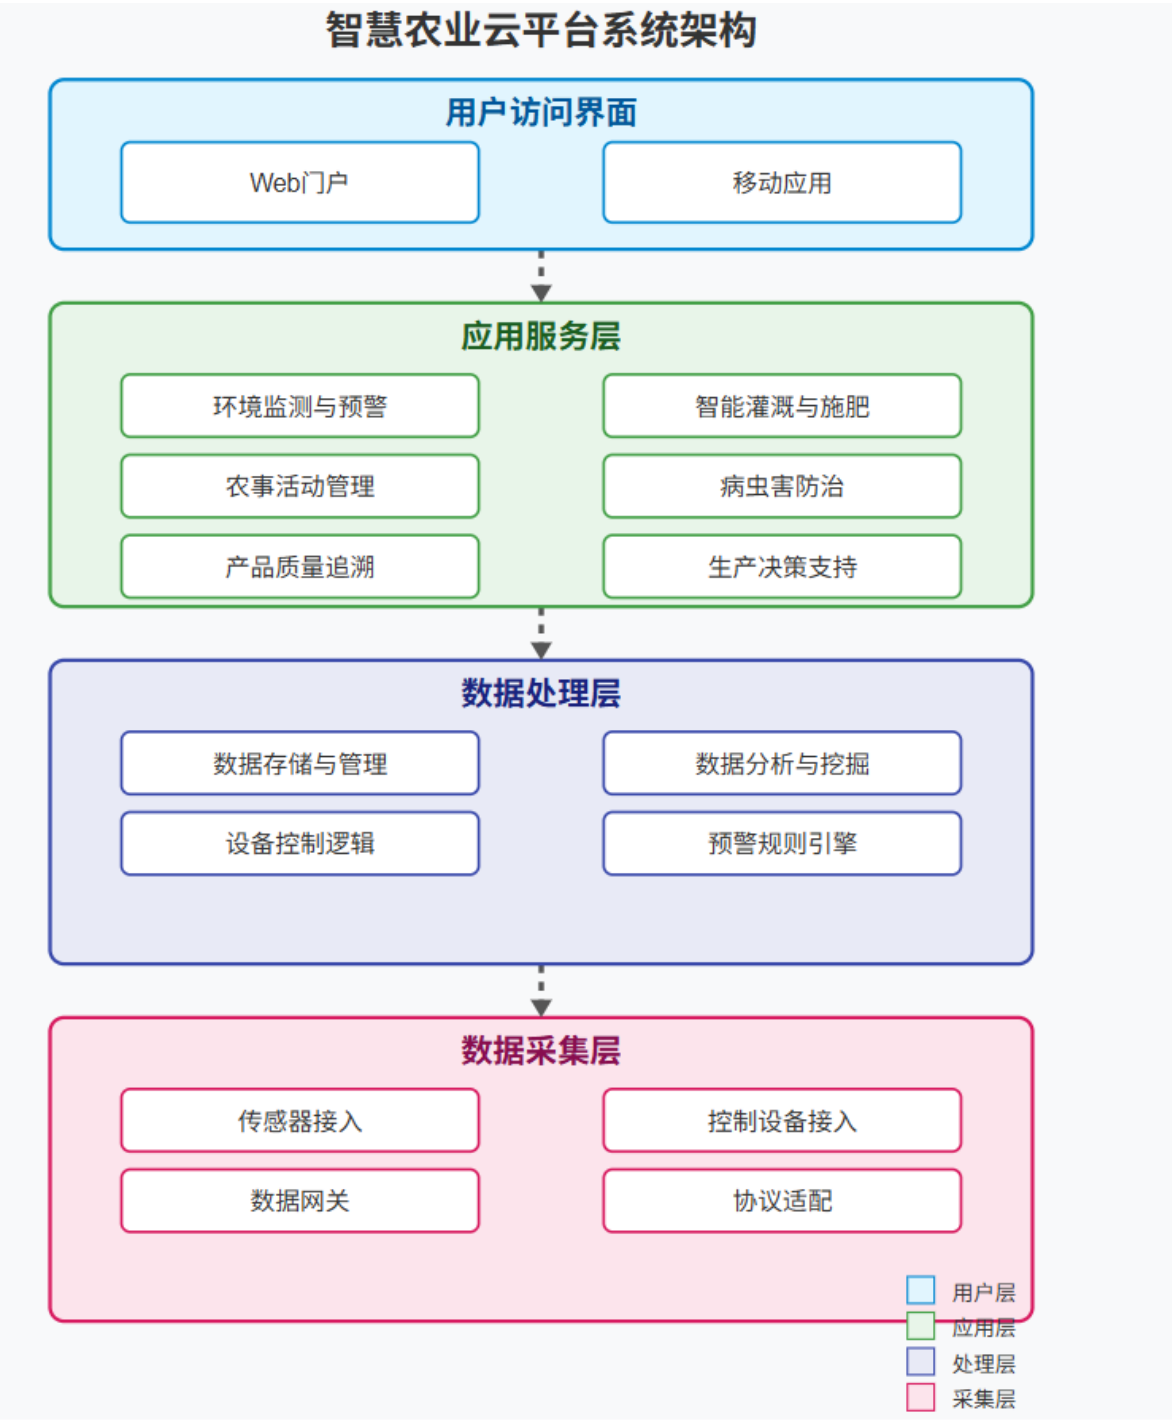 智慧农业云平台系统架构
用户访问界面
Web门户
移动应用
应用服务层
环境监测与预警
智能灌溉与施肥
农事活动管理
病虫害防治
产品质量追溯
生产决策支持
数据处理层
数据存储与管理
数据分析与挖掘
设备控制逻辑
预警规则引擎
数据采集层
传感器接入
控制设备接入
数据网关
协议适配
用户层
应用层
处理层
采集层